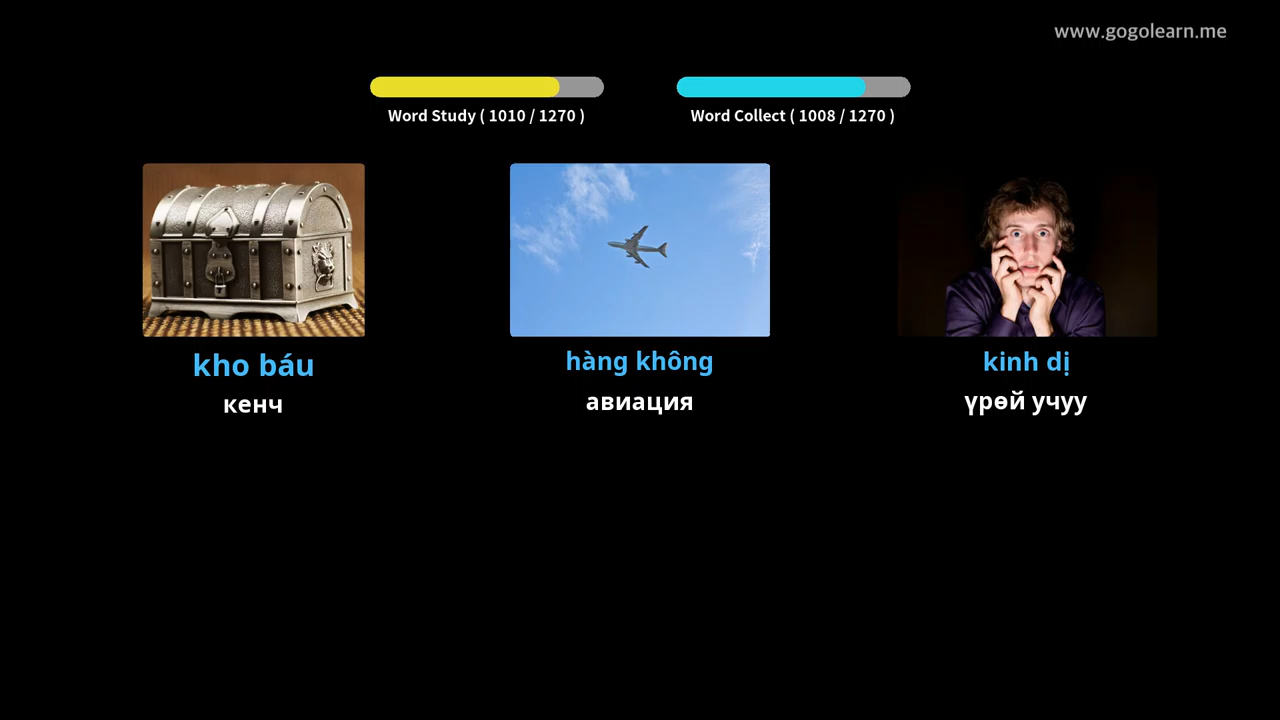 www.gogolearn.me
Word Study ( 1010 / 1270 )
Word Collect ( 1008 / 1270 )
kho báu
кенч
hàng không
авиация
kinh dị
үрөй учуу